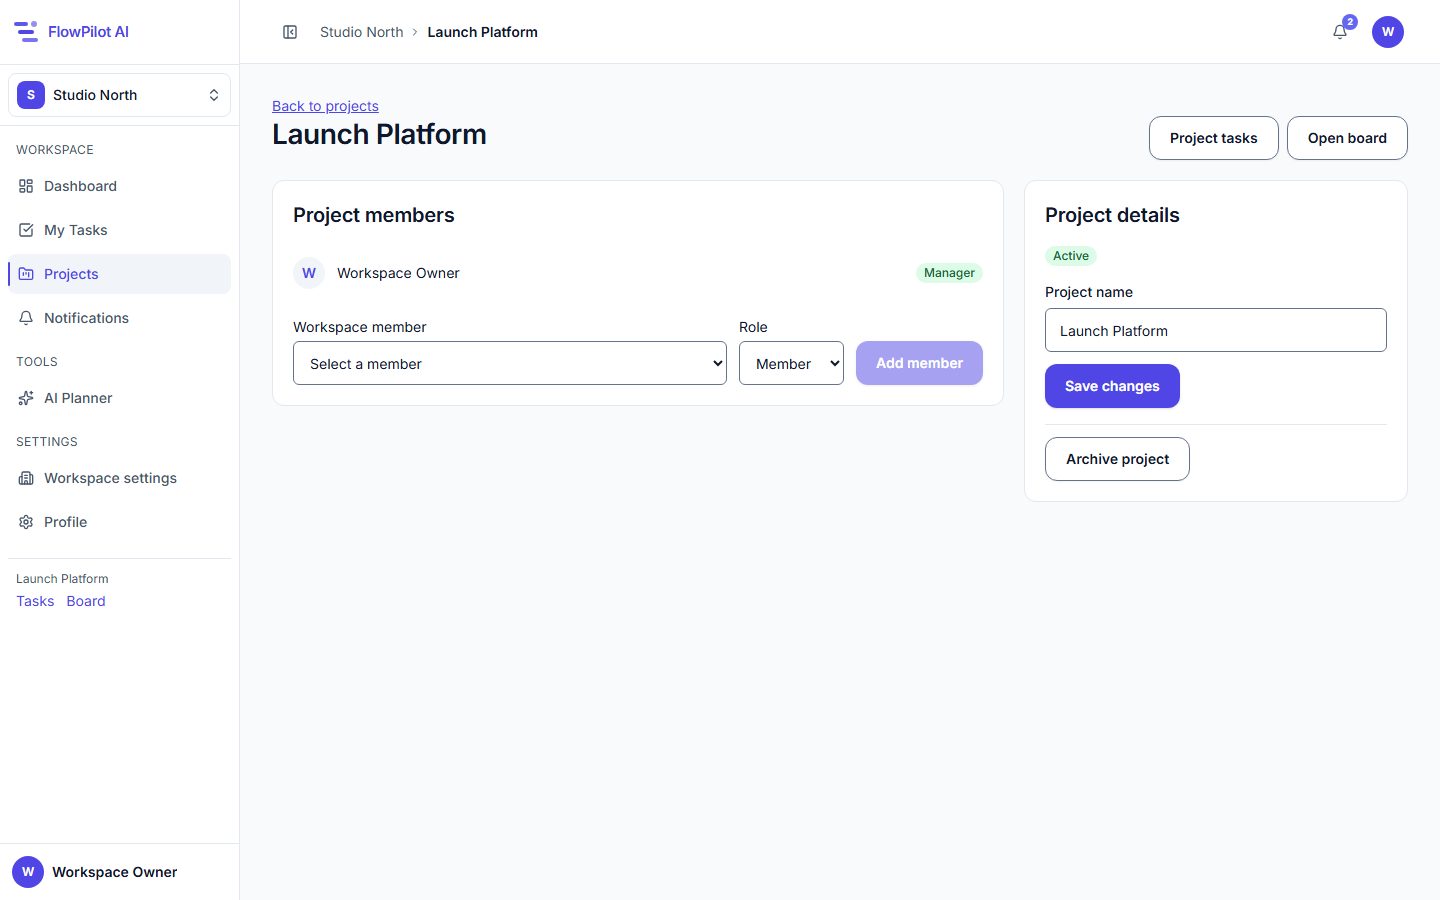 FlowPilot AI
S
Studio North
WORKSPACE
Dashboard
My Tasks
Projects
Notifications
TOOLS
AI Planner
SETTINGS
Workspace settings
Profile
Launch Platform
Tasks Board
W
Workspace Owner
Studio North > Launch Platform
2
W
Back to projects
Launch Platform
Project tasks
Open board
Project members
W
Workspace Owner
Manager
Workspace member
Role
Select a member
Member
Add member
Project details
Active
Project name
Launch Platform
Save changes
Archive project